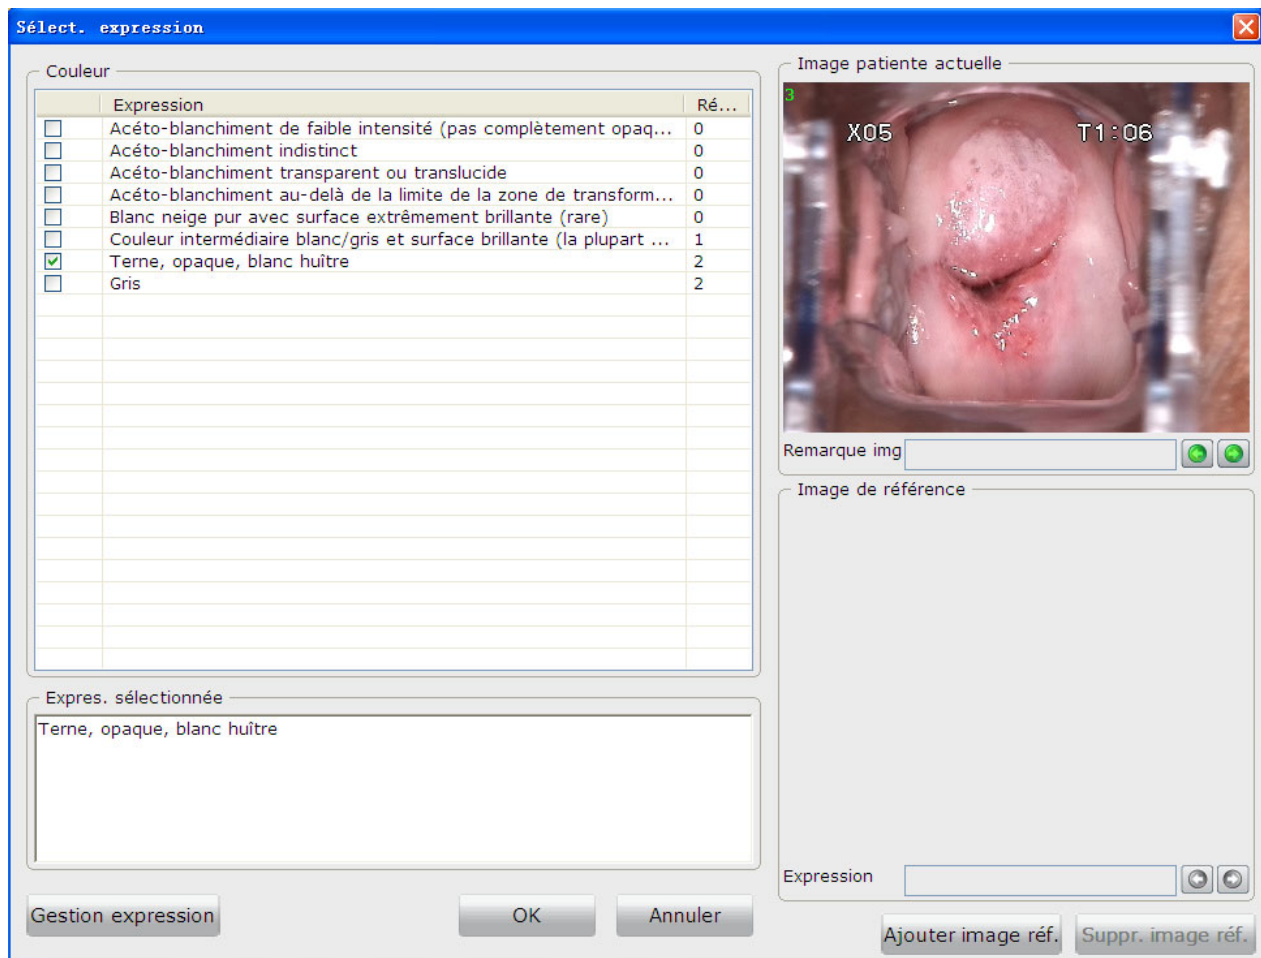 Sélect. expression
Couleur
Expression Ré...
Acéto-blanchiment de faible intensité (pas complètement opaq... 0
Acéto-blanchiment indistinct 0
Acéto-blanchiment transparent ou translucide 0
Acéto-blanchiment au-delà de la limite de la zone de transform... 0
Blanc neige pur avec surface extrêmement brillante (rare) 0
Couleur intermédiaire blanc/gris et surface brillante (la plupart ... 1
Terne, opaque, blanc huître 2
Gris 2
Expres. sélectionnée
Terne, opaque, blanc huître
Gestion expression
OK
Annuler
Image patiente actuelle
3
X05 T1:06
Remarque img
Image de référence
Expression
Ajouter image réf.
Suppr. image réf.